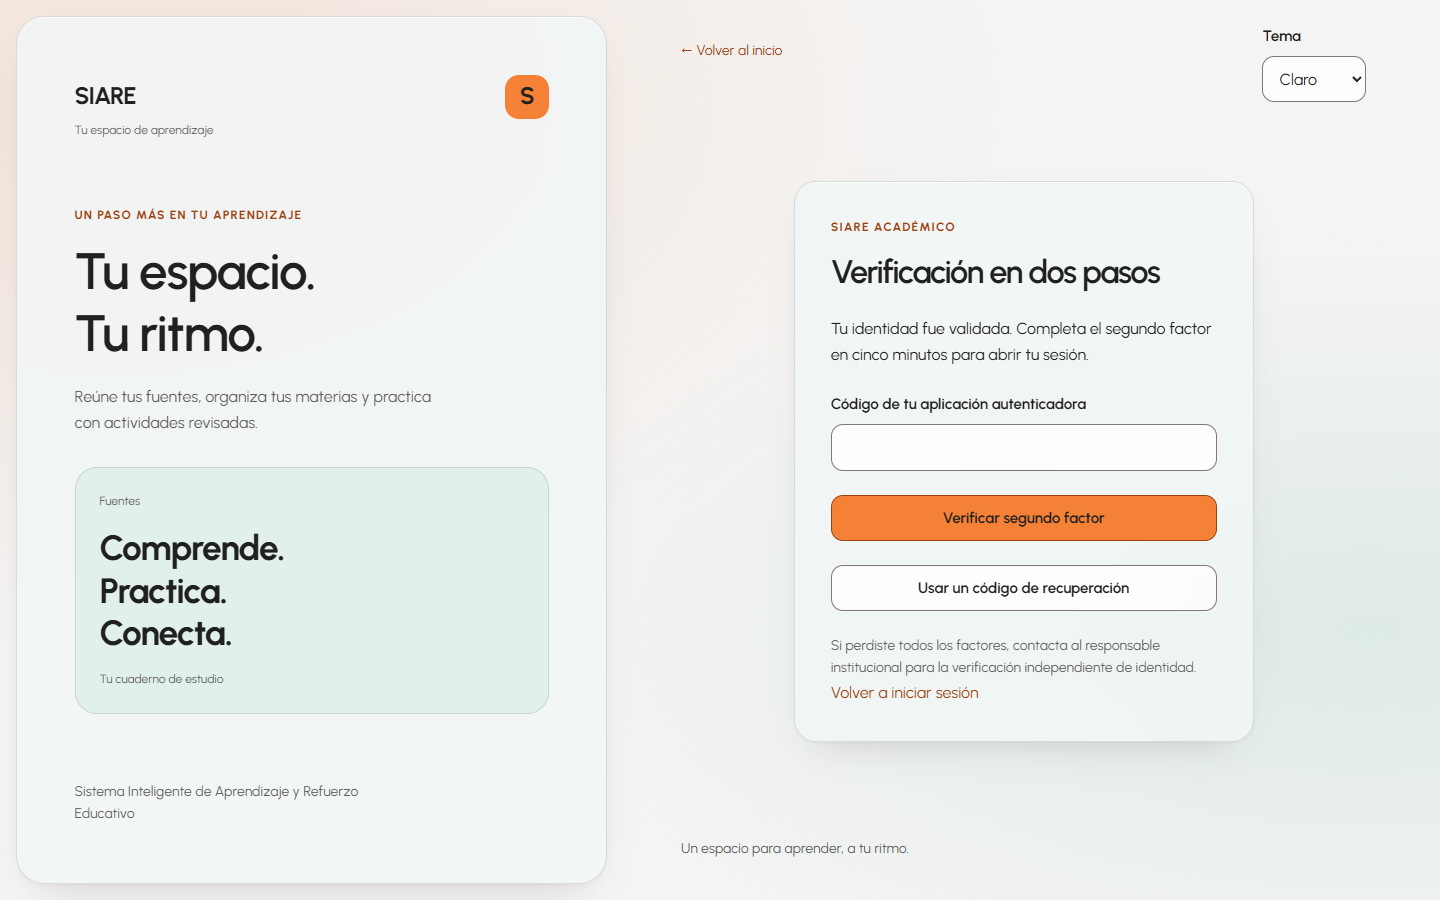 SIARE
S
Tu espacio de aprendizaje
UN PASO MÁS EN TU APRENDIZAJE
Tu espacio.
Tu ritmo.
Reúne tus fuentes, organiza tus materias y practica
con actividades revisadas.
Fuentes
Comprende.
Practica.
Conecta.
Tu cuaderno de estudio
Sistema Inteligente de Aprendizaje y Refuerzo
Educativo
← Volver al inicio
Tema
Claro
SIARE ACADÉMICO
Verificación en dos pasos
Tu identidad fue validada. Completa el segundo factor
en cinco minutos para abrir tu sesión.
Código de tu aplicación autenticadora
Verificar segundo factor
Usar un código de recuperación
Si perdiste todos los factores, contacta al responsable
institucional para la verificación independiente de identidad.
Volver a iniciar sesión
Un espacio para aprender, a tu ritmo.